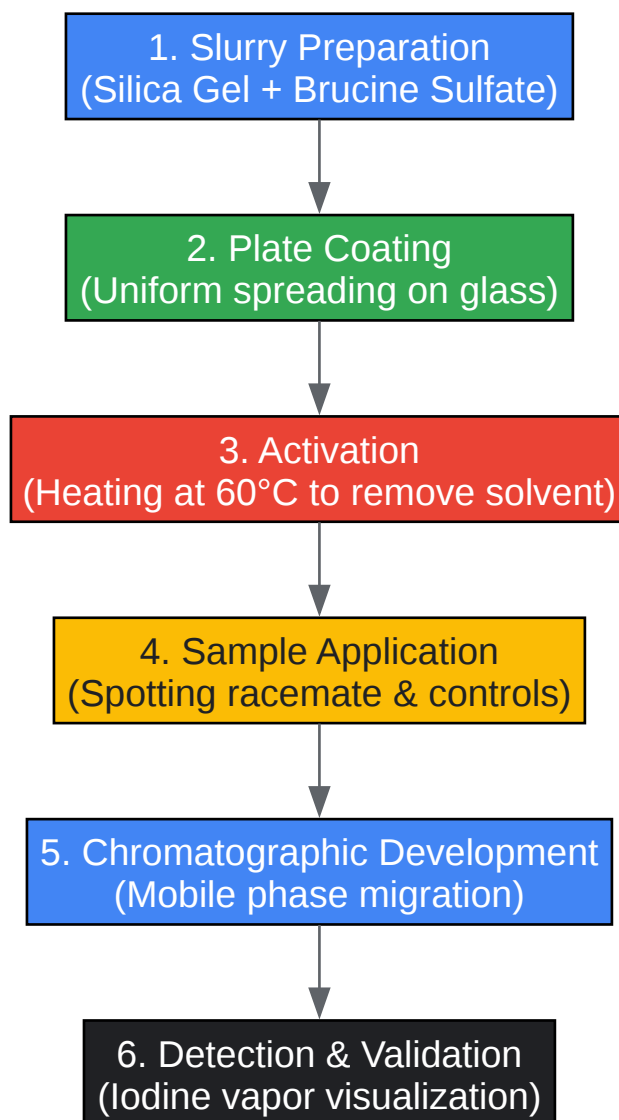 1. Slurry Preparation
(Silica Gel + Brucine Sulfate)
2. Plate Coating
(Uniform spreading on glass)
3. Activation
(Heating at 60°C to remove solvent)
4. Sample Application
(Spotting racemate & controls)
5. Chromatographic Development
(Mobile phase migration)
6. Detection & Validation
(Iodine vapor visualization)